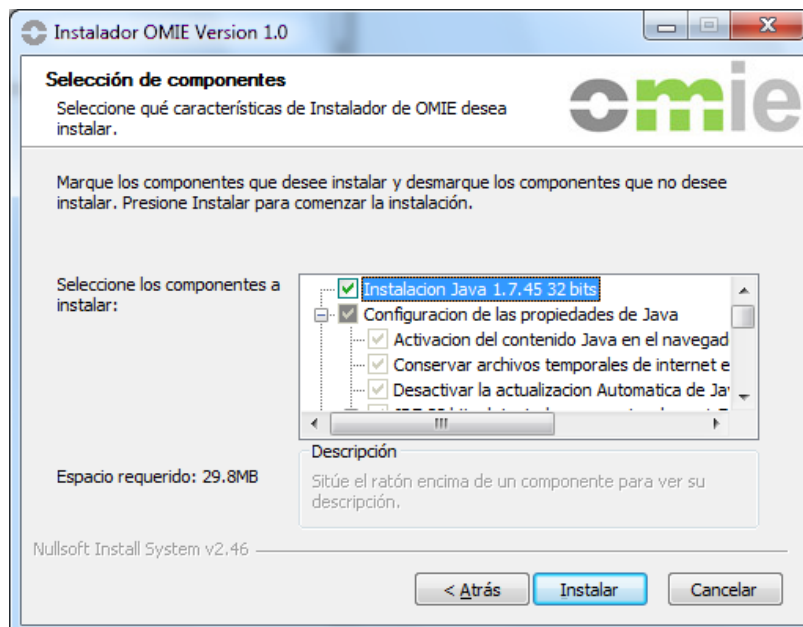 Instalador OMIE Version 1.0
Selección de componentes
Seleccione qué características de Instalador de OMIE desea
instalar.
omie
Marque los componentes que desee instalar y desmarque los componentes que no desee
instalar. Presione Instalar para comenzar la instalación.
Seleccione los componentes a
instalar:
Instalacion Java 1.7.45 32 bits
Configuracion de las propiedades de Java
Activacion del contenido Java en el navegad
Conservar archivos temporales de internet e
Desactivar la actualizacion Automatica de Ja
Espacio requerido: 29.8MB
Descripción
Sitúe el ratón encima de un componente para ver su
descripción.
Nullsoft Install System v2.46
< Atrás
Instalar
Cancelar